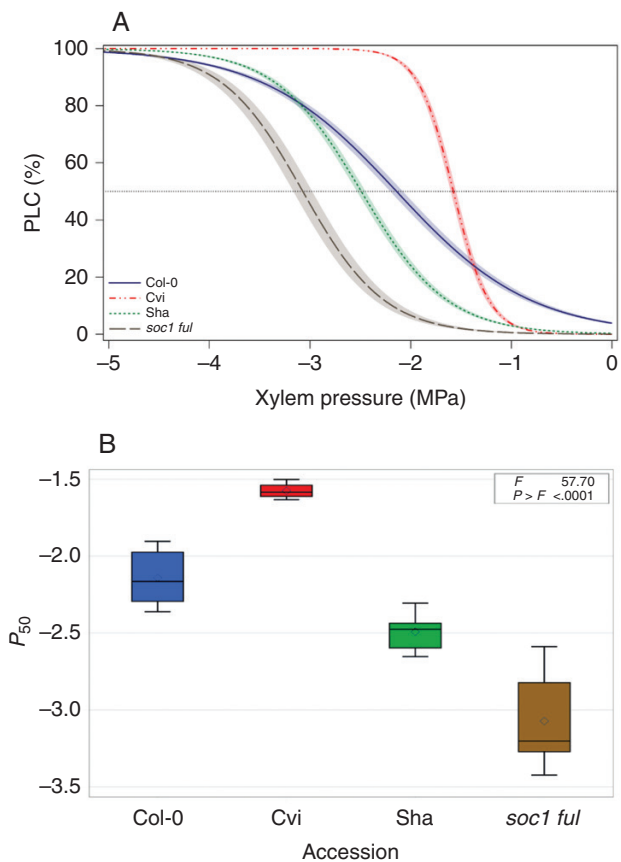 A
PLC (%)
100
80
60
40
20
0
Col-0
Cvi
Sha
soc1 ful
–5
–4
–3
–2
–1
0
Xylem pressure (MPa)
B
F 57.70
P > F <.0001
P50
–1.5
–2.0
–2.5
–3.0
–3.5
Col-0
Cvi
Sha
soc1 ful
Accession